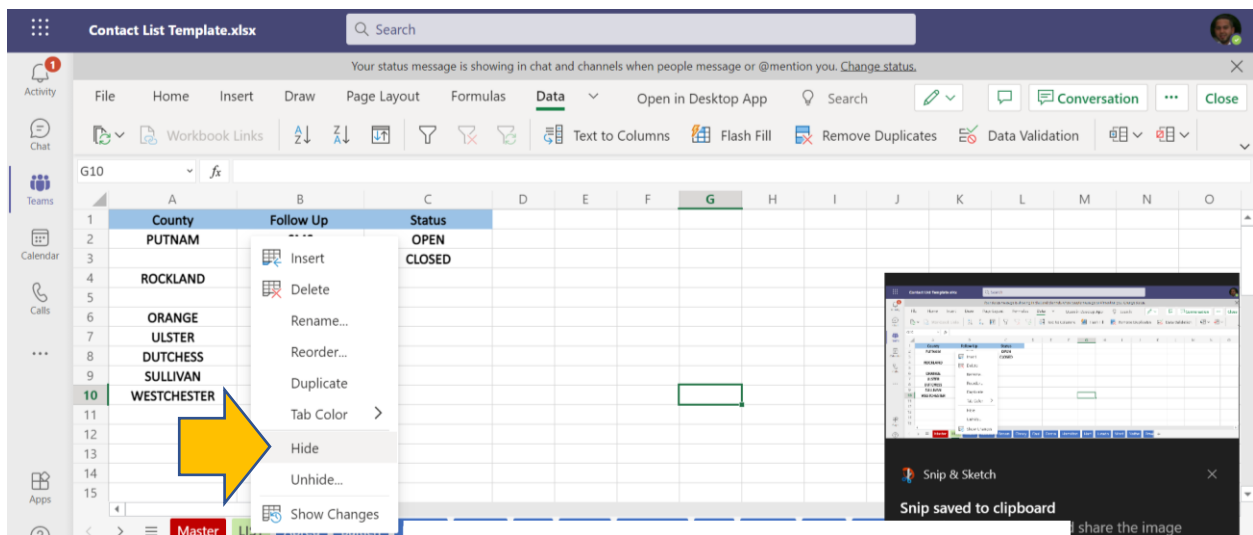 Contact List Template.xlsx
Search
1
Activity
Your status message is showing in chat and channels when people message or @mention you. Change status.
File Home Insert Draw Page Layout Formulas Data Open in Desktop App Search Conversation ... Close
Chat
Workbook Links Text to Columns Flash Fill Remove Duplicates Data Validation
G10 fx
Teams
A B C D E F G H I J K L M N O
1 County Follow Up Status
2 PUTNAM OPEN
Calendar
3 CLOSED
4 ROCKLAND
5
Calls
6 ORANGE
7 ULSTER
8 DUTCHESS
9 SULLIVAN
10 WESTCHESTER
11
12
13
14
15
Apps
Insert
Delete
Rename...
Reorder...
Duplicate
Tab Color
Hide
Unhide...
Show Changes
Master
Snip & Sketch
Snip saved to clipboard
share the image